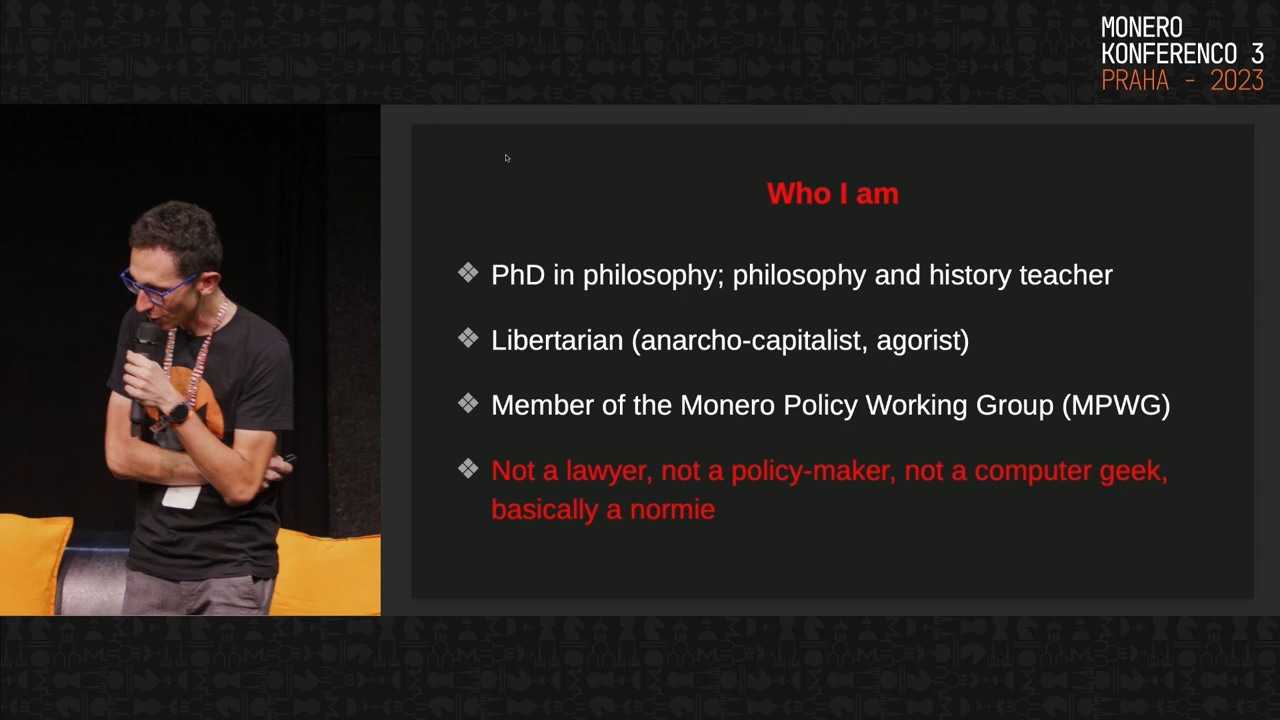 MONERO
KONFERENCO 3
PRAHA - 2023
Who I am
❖ PhD in philosophy; philosophy and history teacher
❖ Libertarian (anarcho-capitalist, agorist)
❖ Member of the Monero Policy Working Group (MPWG)
❖ Not a lawyer, not a policy-maker, not a computer geek,
basically a normie